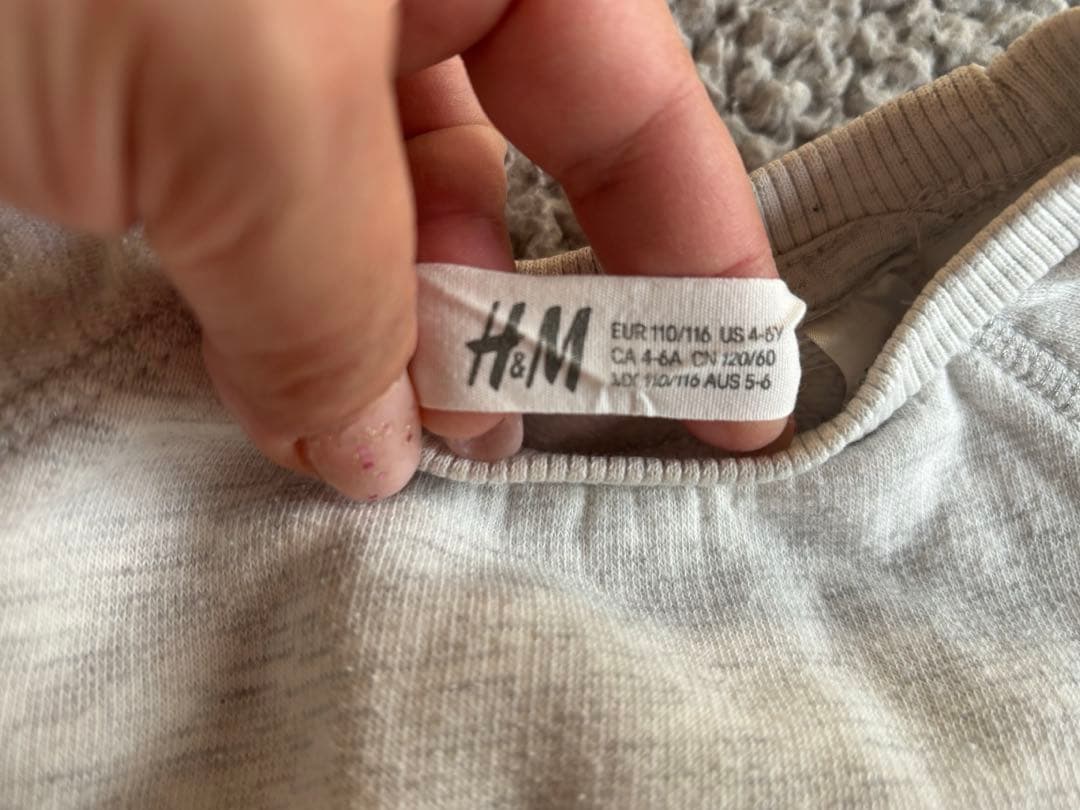 H&M
EUR 110/116 US 4-6Y
CA 4-6A CN 120/60
MX 110/116 AUS 5-6